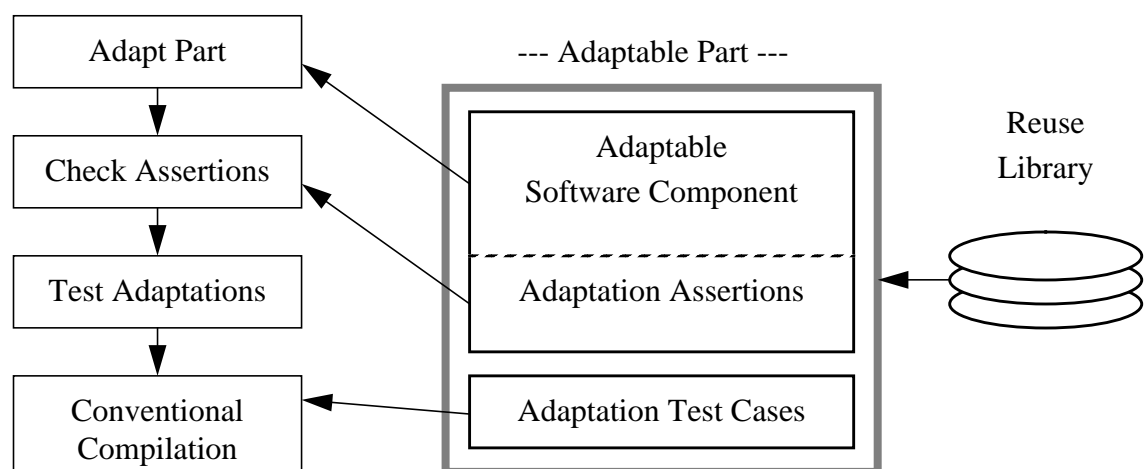 Adapt Part
Check Assertions
Test Adaptations
Conventional
Compilation
--- Adaptable Part ---
Adaptable
Software Component
Adaptation Assertions
Adaptation Test Cases
Reuse
Library